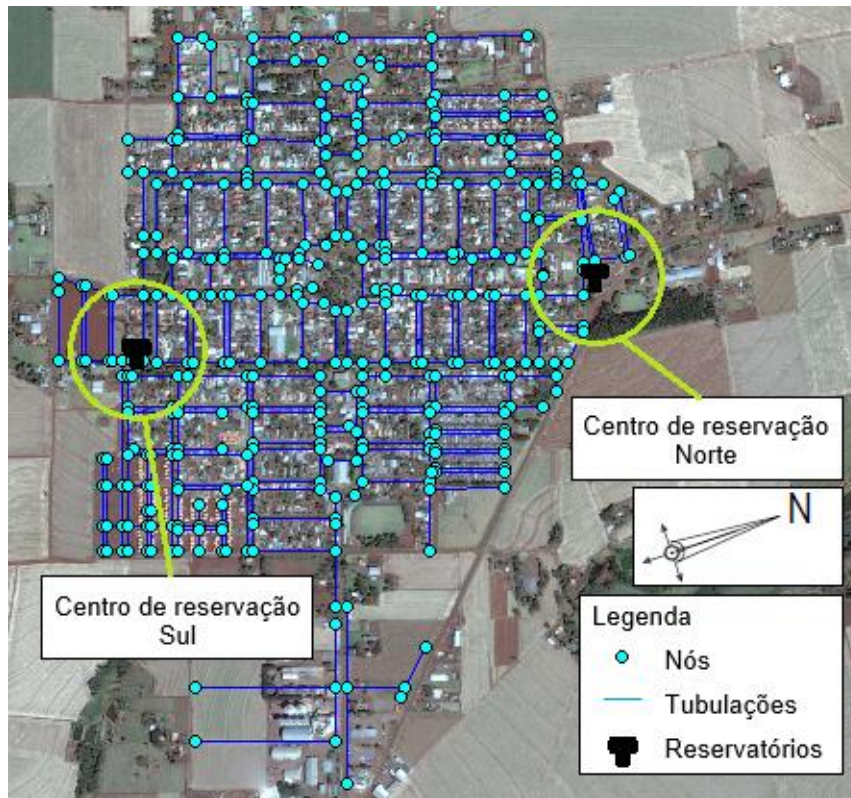 Centro de reservação
Norte
N
Centro de reservação
Sul
Legenda
Nós
Tubulações
Reservatórios